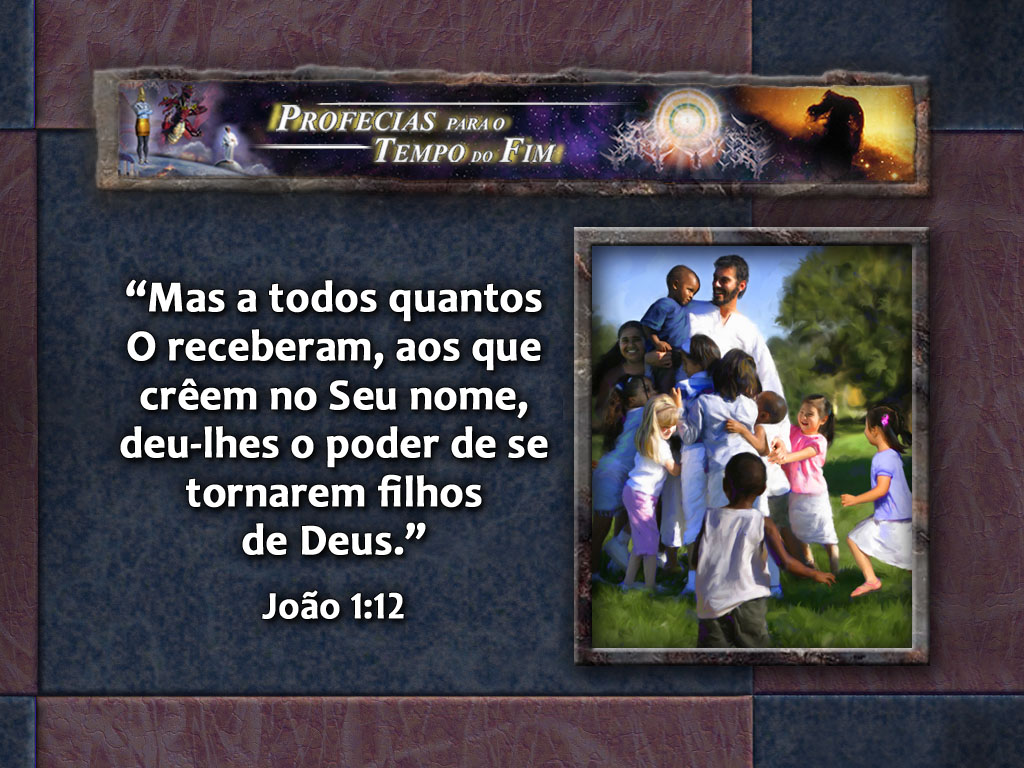 PROFECIAS PARA O
TEMPO DO FIM
“Mas a todos quantos
O receberam, aos que
crêem no Seu nome,
deu-lhes o poder de se
tornarem filhos
de Deus.”
João 1:12